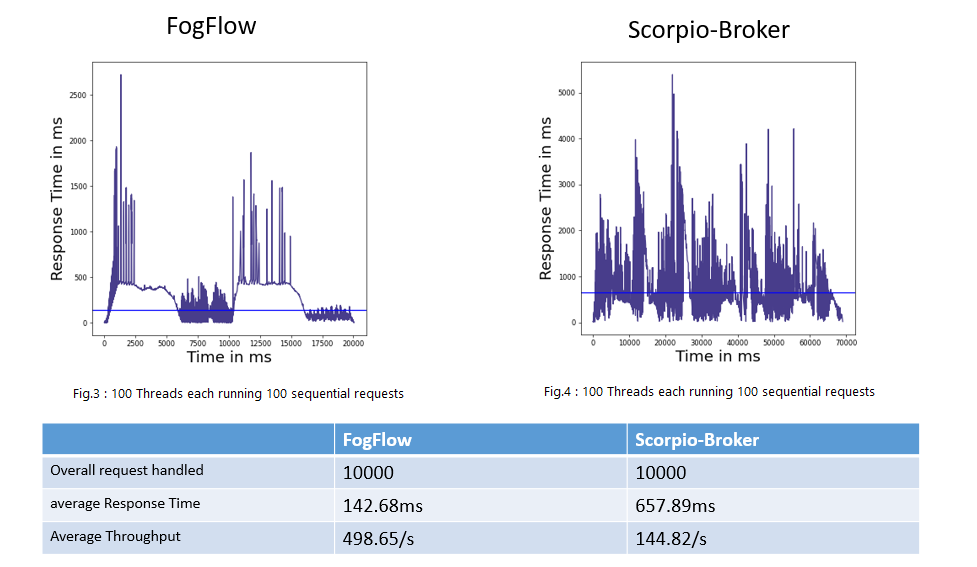 FogFlow
Scorpio-Broker
Response Time in ms
2500
2000
1500
1000
500
0
0 2500 5000 7500 10000 12500 15000 17500 20000
Time in ms
Response Time in ms
5000
4000
3000
2000
1000
0
0 10000 20000 30000 40000 50000 60000 70000
Time in ms
Fig.3 : 100 Threads each running 100 sequential requests
Fig.4 : 100 Threads each running 100 sequential requests
FogFlow Scorpio-Broker
Overall request handled 10000 10000
average Response Time 142.68ms 657.89ms
Average Throughput 498.65/s 144.82/s